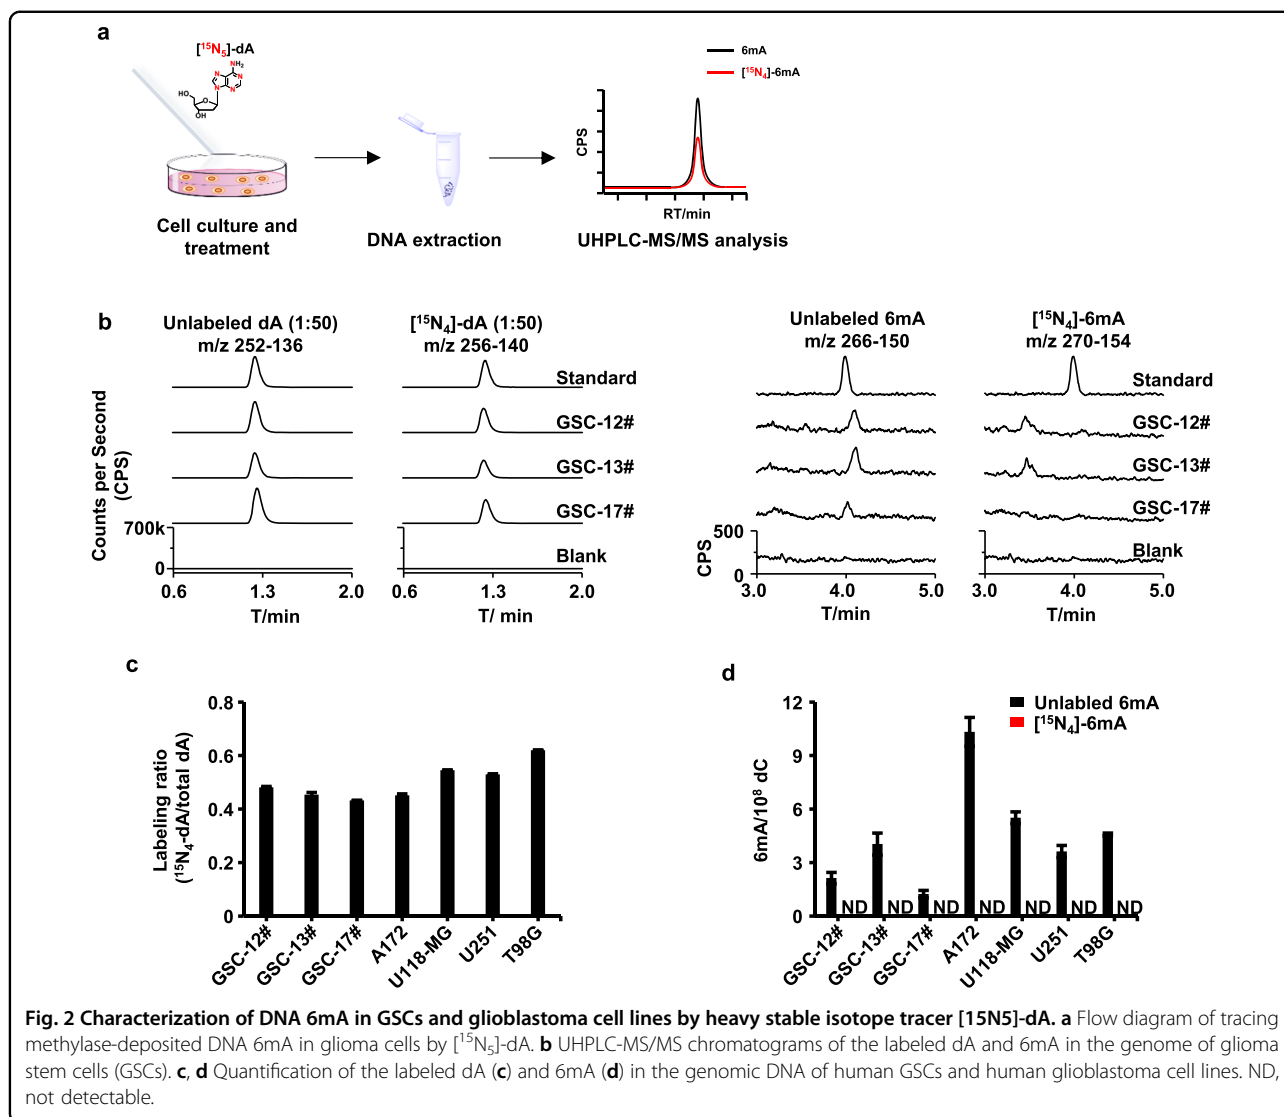 a
[¹⁵N₅]-dA
NH₂
N
N
N
N
HO
O
OH
Cell culture and
treatment
DNA extraction
6mA
[¹⁵N₄]-6mA
CPS
RT/min
UHPLC-MS/MS analysis
b
Unlabeled dA (1:50)
m/z 252-136
[¹⁵N₄]-dA (1:50)
m/z 256-140
Standard
GSC-12#
GSC-13#
GSC-17#
Blank
Counts per Second
(CPS)
700k
0
0.6 1.3 2.0
T/min
0.6 1.3 2.0
T/ min
Unlabeled 6mA
m/z 266-150
[¹⁵N₄]-6mA
m/z 270-154
Standard
GSC-12#
GSC-13#
GSC-17#
Blank
CPS
500
0
3.0 4.0 5.0
T/min
3.0 4.0 5.0
T/min
c
Labeling ratio
(¹⁵N₄-dA/total dA)
0.8
0.6
0.4
0.2
0
GSC-12#
GSC-13#
GSC-17#
A172
U118-MG
U251
T98G
d
Unlabled 6mA
[¹⁵N₄]-6mA
6mA/10⁸ dC
12
9
6
3
0
ND ND ND ND ND ND ND
GSC-12#
GSC-13#
GSC-17#
A172
U118-MG
U251
T98G
Fig. 2 Characterization of DNA 6mA in GSCs and glioblastoma cell lines by heavy stable isotope tracer [15N5]-dA. a Flow diagram of tracing
methylase-deposited DNA 6mA in glioma cells by [¹⁵N₅]-dA. b UHPLC-MS/MS chromatograms of the labeled dA and 6mA in the genome of glioma
stem cells (GSCs). c, d Quantification of the labeled dA (c) and 6mA (d) in the genomic DNA of human GSCs and human glioblastoma cell lines. ND,
not detectable.